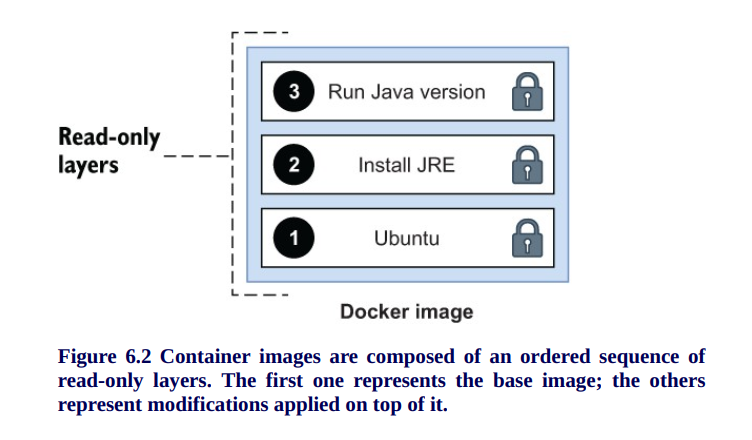 3 Run Java version
Read-only
layers
2 Install JRE
1 Ubuntu
Docker image
Figure 6.2 Container images are composed of an ordered sequence of
read-only layers. The first one represents the base image; the others
represent modifications applied on top of it.